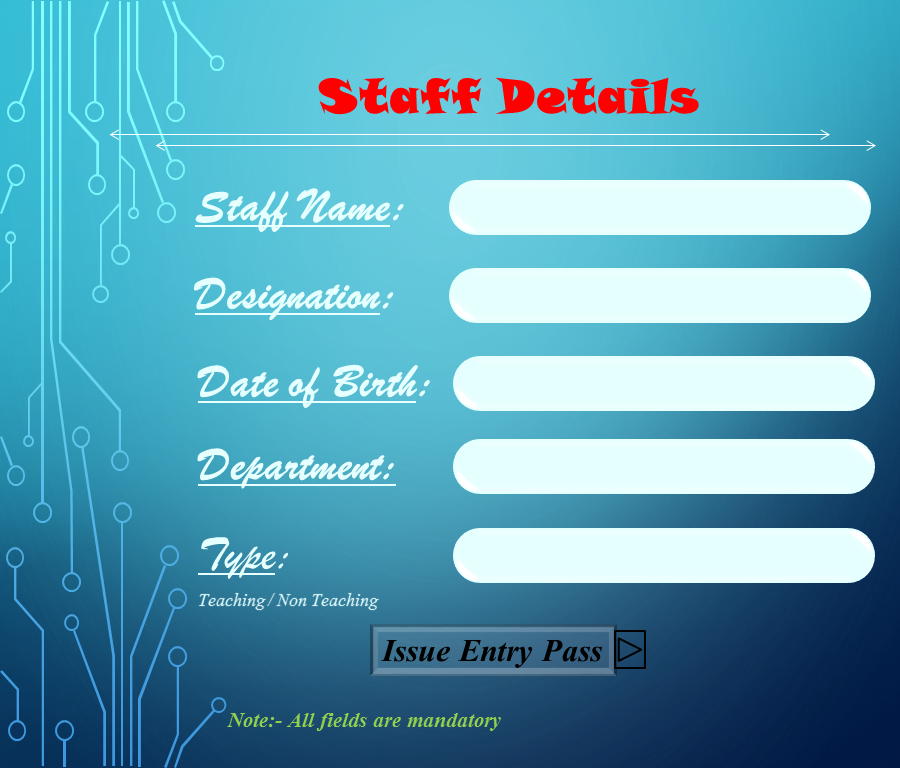 Staff Details
Staff Name:
Designation:
Date of Birth:
Department:
Type:
Teaching / Non Teaching
Issue Entry Pass
Note:- All fields are mandatory